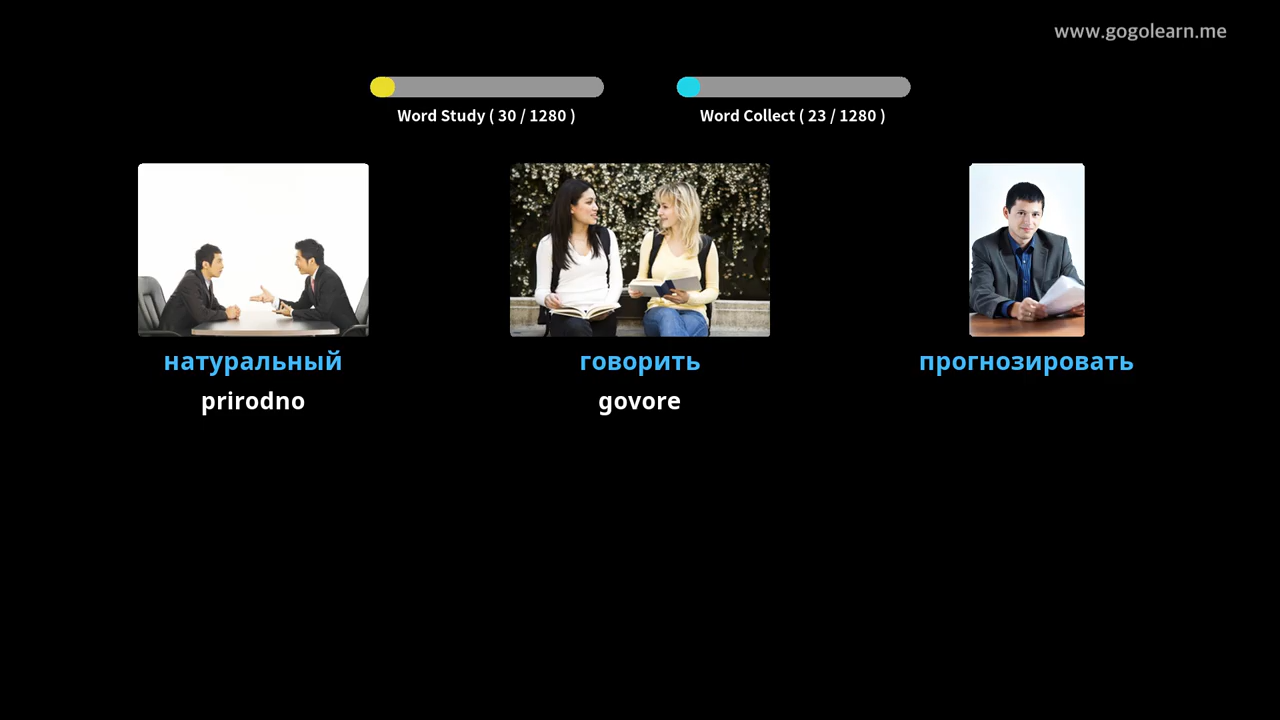 www.gogolearn.me
Word Study ( 30 / 1280 )
Word Collect ( 23 / 1280 )
натуральный
говорить
прогнозировать
prirodno
govore